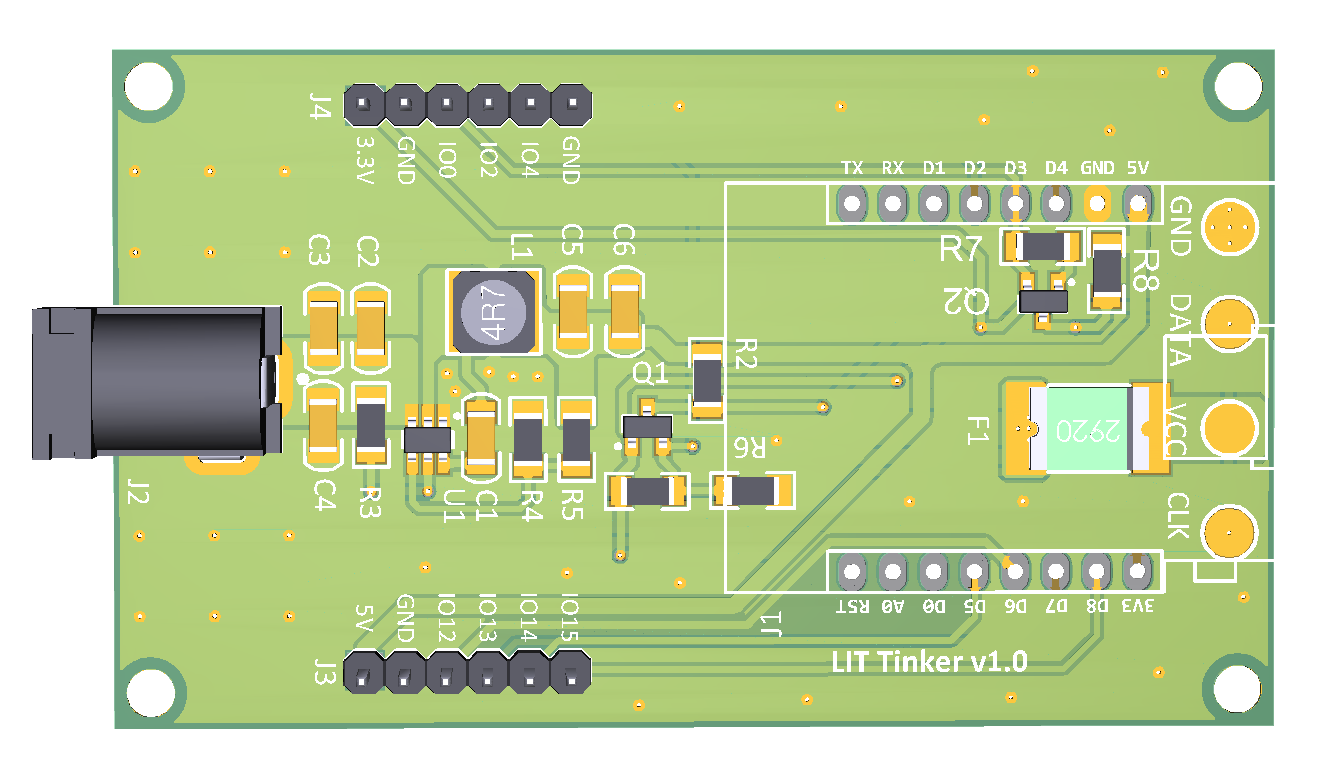 J4
3.3V
GND
IO0
IO2
IO4
GND
TX RX D1 D2 D3 D4 GND 5V
GND
C3
C2
L1
C5
C6
R7
R8
Q2
4R7
DATA
R2
Q1
F1
2920
VCC
R6
J2
C4
R3
U1
C1
R4
R5
CLK
RST A0 D0 D5 D6 D7 D8 3V3
5V
GND
IO12
IO13
IO14
IO15
J1
J3
LIT Tinker v1.0